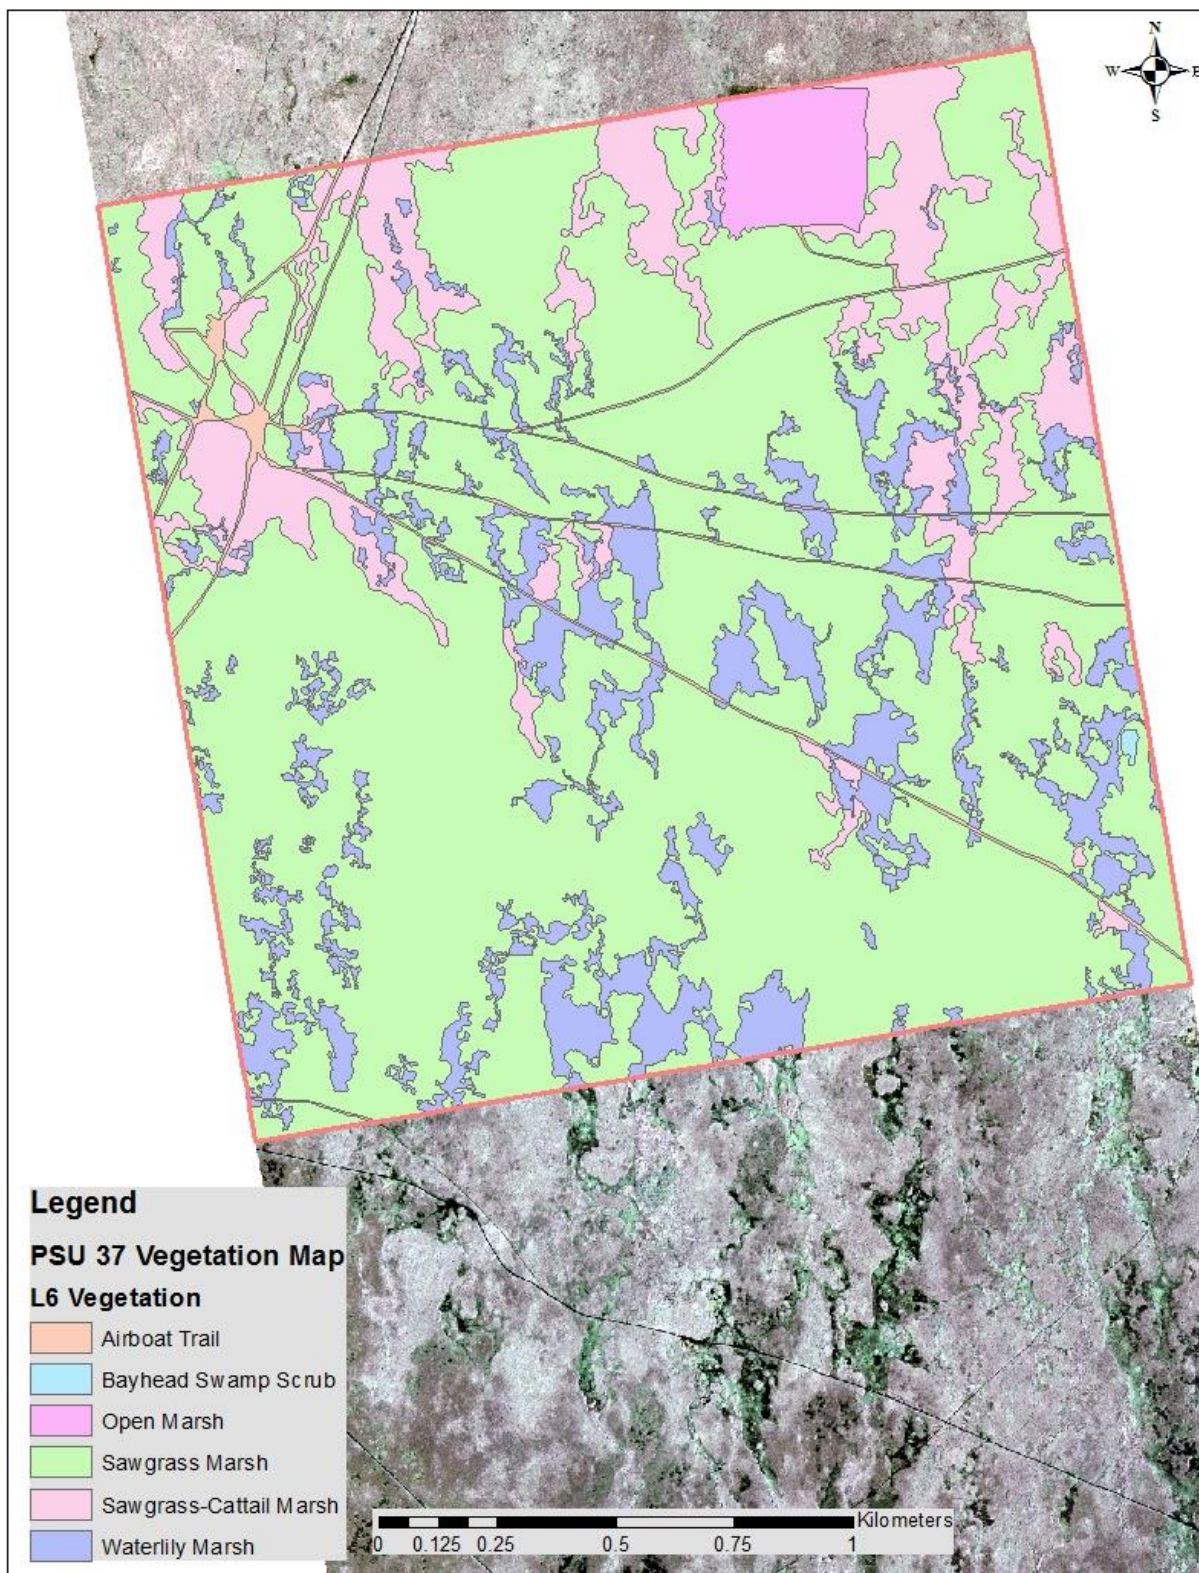 N
W E
S
Legend
PSU 37 Vegetation Map
L6 Vegetation
Airboat Trail
Bayhead Swamp Scrub
Open Marsh
Sawgrass Marsh
Sawgrass-Cattail Marsh
Waterlily Marsh
Kilometers
0 0.125 0.25 0.5 0.75 1